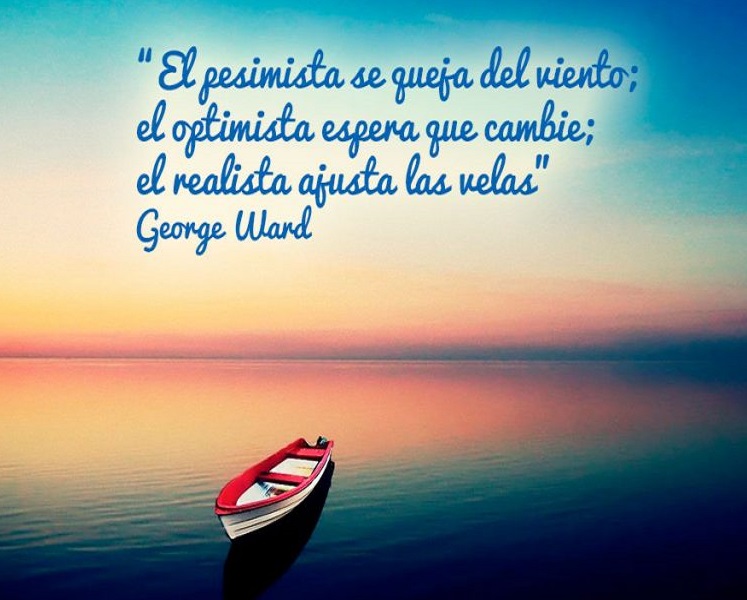 “ El pesimista se queja del viento;
el optimista espera que cambie;
el realista ajusta las velas"
George Ward